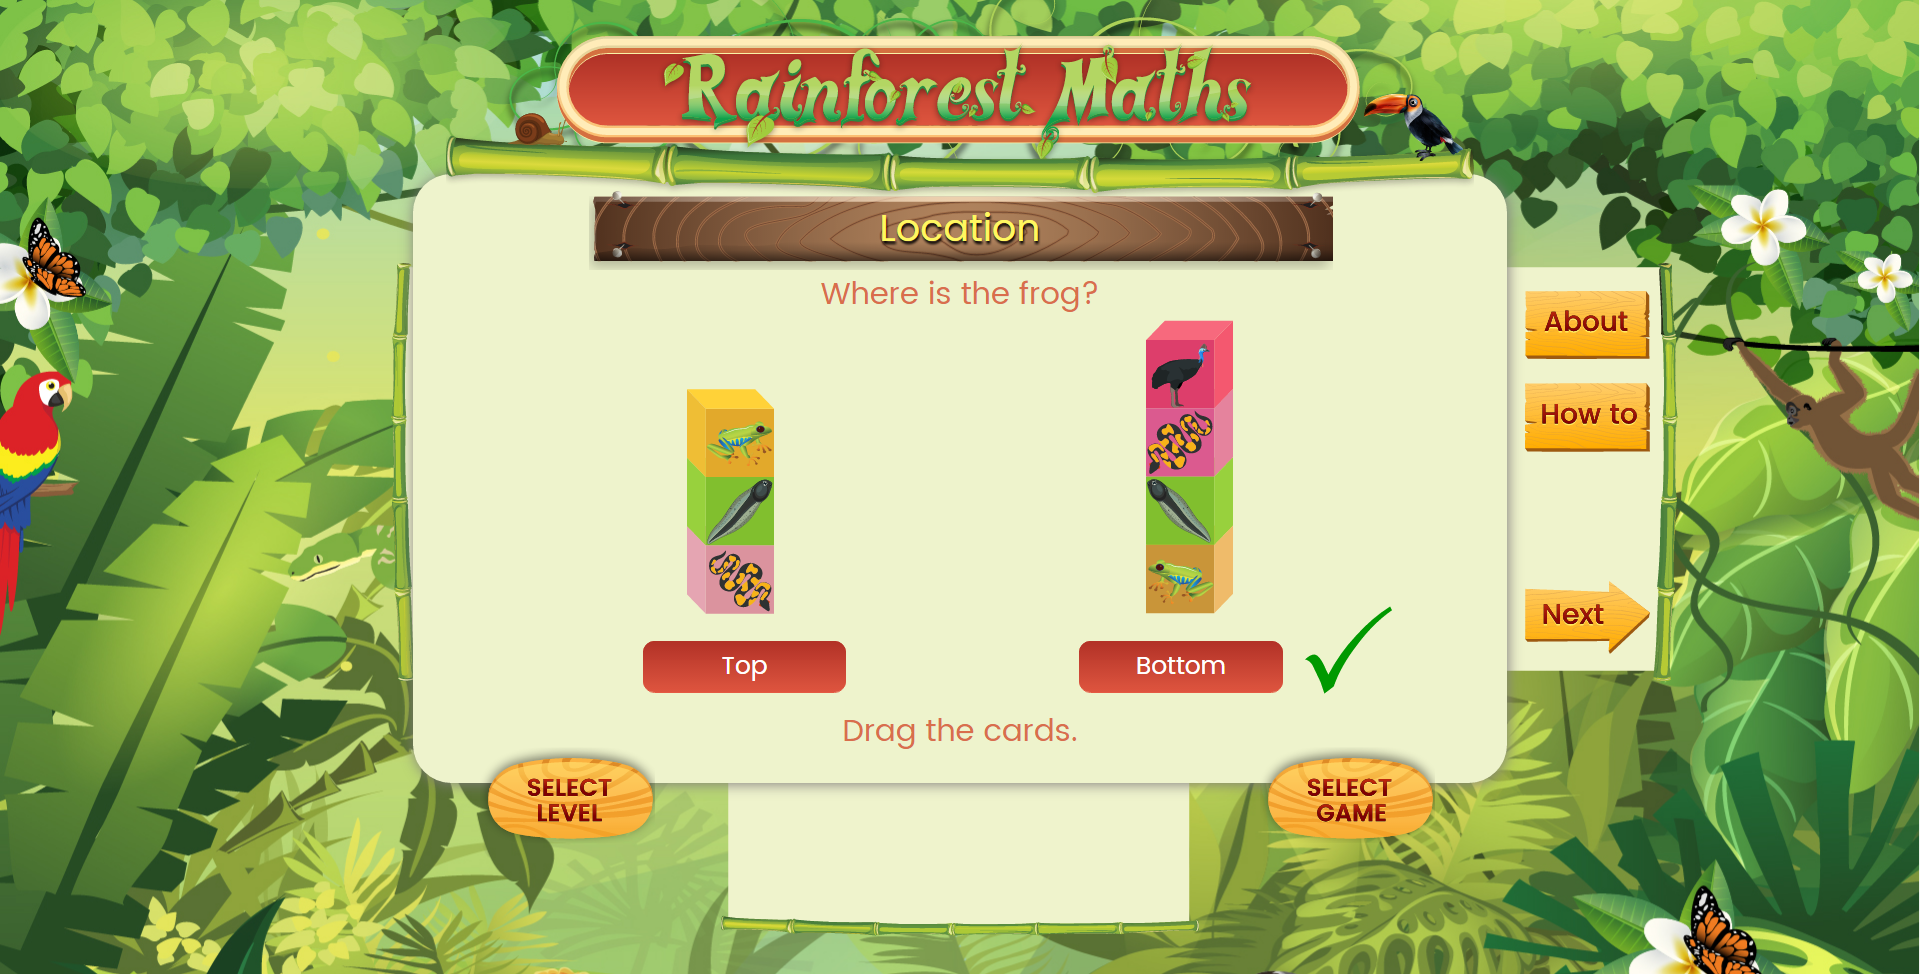 Rainforest Maths
Location
Where is the frog?
About
How to
Next
Top
Bottom
Drag the cards.
SELECT
LEVEL
SELECT
GAME